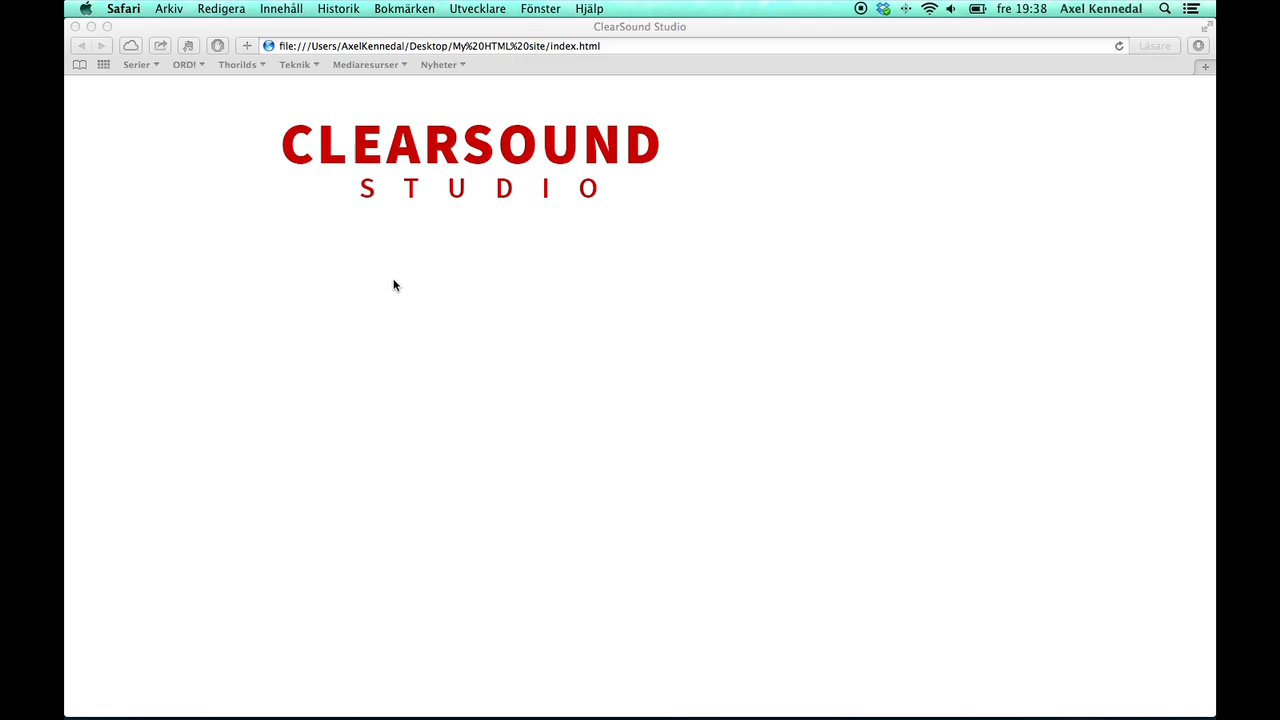 Safari Arkiv Redigera Innehåll Historik Bokmärken Utvecklare Fönster Hjälp fre 19:38 Axel Kennedal
ClearSound Studio
file:///Users/AxelKennedal/Desktop/My%20HTML%20site/index.html Läsare
Serier ORD! Thorilds Teknik Mediaresurser Nyheter
CLEARSOUND
STUDIO